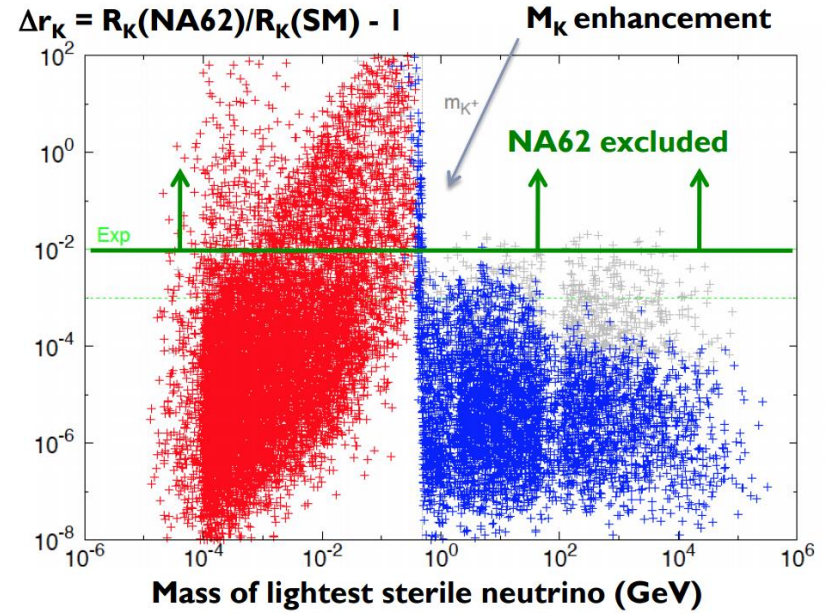 Δr_K = R_K(NA62)/R_K(SM) - 1
M_K enhancement
10^2
m_K+
10^0
NA62 excluded
Exp
10^-2
10^-4
10^-6
10^-8
10^-6 10^-4 10^-2 10^0 10^2 10^4 10^6
Mass of lightest sterile neutrino (GeV)